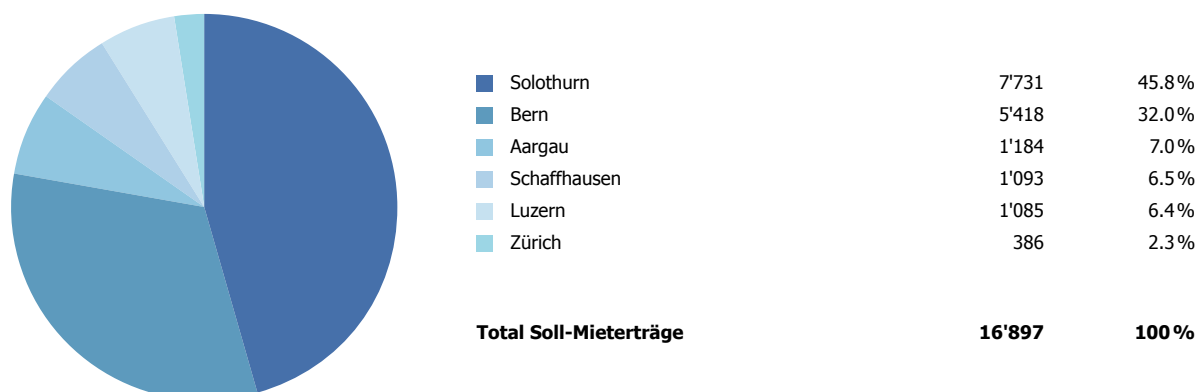 Solothurn 7'731 45.8%
Bern 5'418 32.0%
Aargau 1'184 7.0%
Schaffhausen 1'093 6.5%
Luzern 1'085 6.4%
Zürich 386 2.3%
Total Soll-Mieterträge 16'897 100%